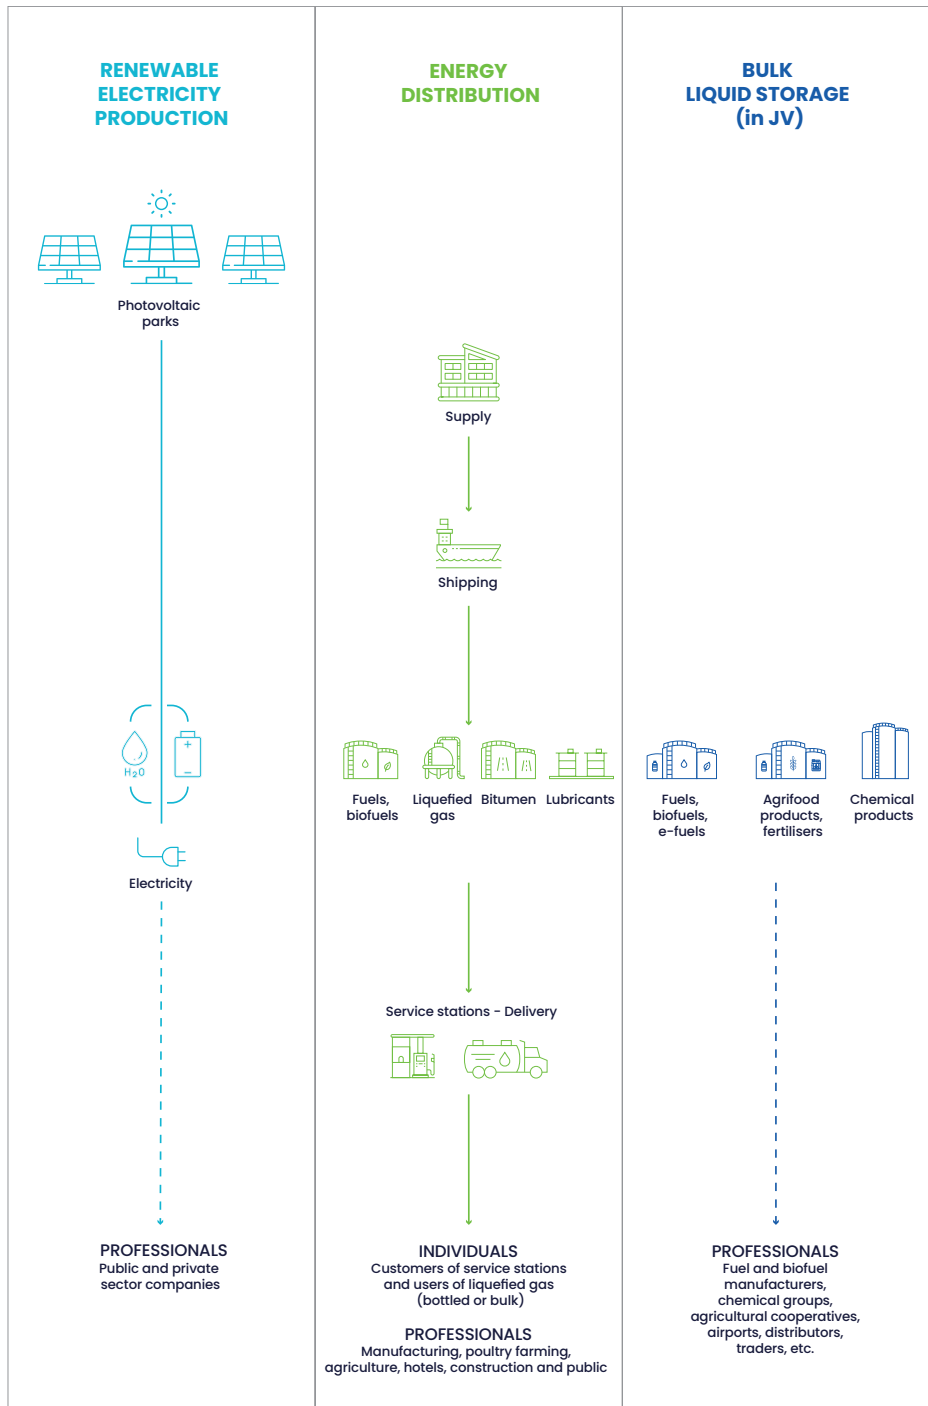 RENEWABLE
ELECTRICITY
PRODUCTION
Photovoltaic
parks
H₂O
Electricity
PROFESSIONALS
Public and private
sector companies
ENERGY
DISTRIBUTION
Supply
Shipping
Fuels,
biofuels
Liquefied
gas
Bitumen
Lubricants
Service stations - Delivery
INDIVIDUALS
Customers of service stations
and users of liquefied gas
(bottled or bulk)
PROFESSIONALS
Manufacturing, poultry farming,
agriculture, hotels, construction and public
BULK
LIQUID STORAGE
(in JV)
Fuels,
biofuels,
e-fuels
Agrifood
products,
fertilisers
Chemical
products
PROFESSIONALS
Fuel and biofuel
manufacturers,
chemical groups,
agricultural cooperatives,
airports, distributors,
traders, etc.